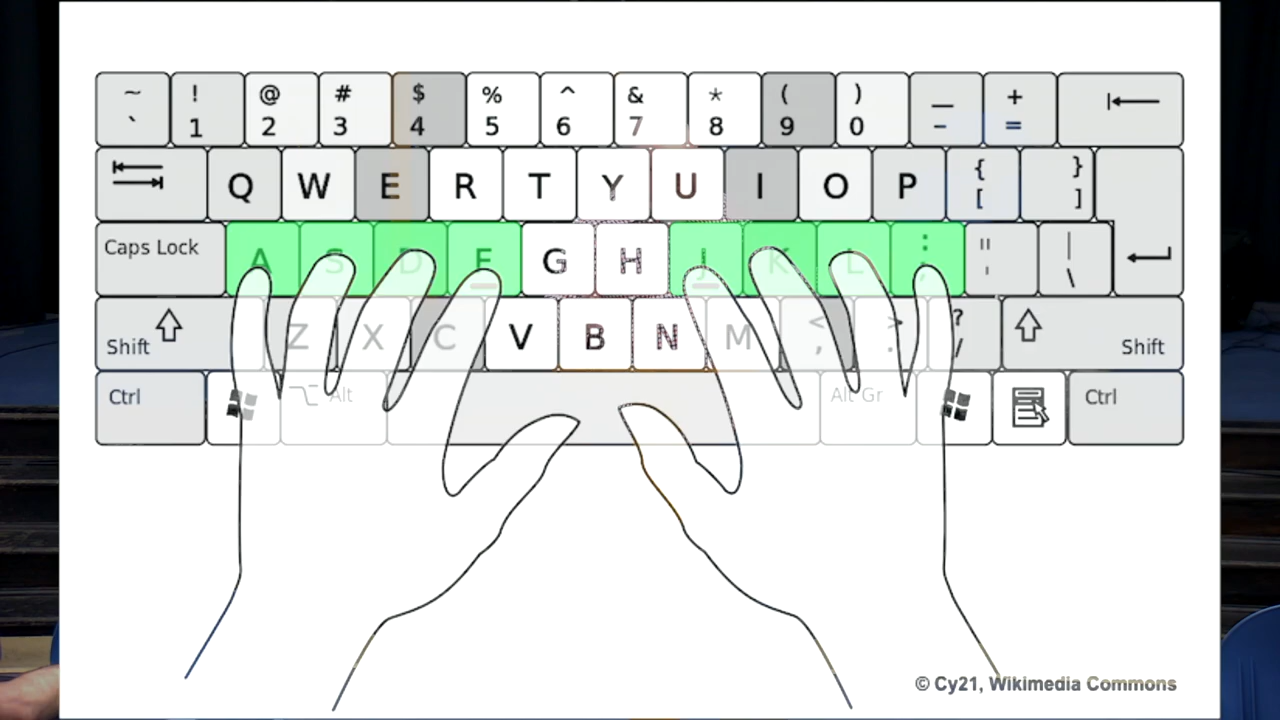 ~ ! @ # $ % ^ & * ( ) _ +
` 1 2 3 4 5 6 7 8 9 0 - =
Q W E R T Y U I O P { [ } ]
Caps Lock A S D F G H J K L : ; " ' | \
Shift Z X C V B N M < , > . ? / Shift
Ctrl Alt Alt Gr Ctrl
© Cy21, Wikimedia Commons